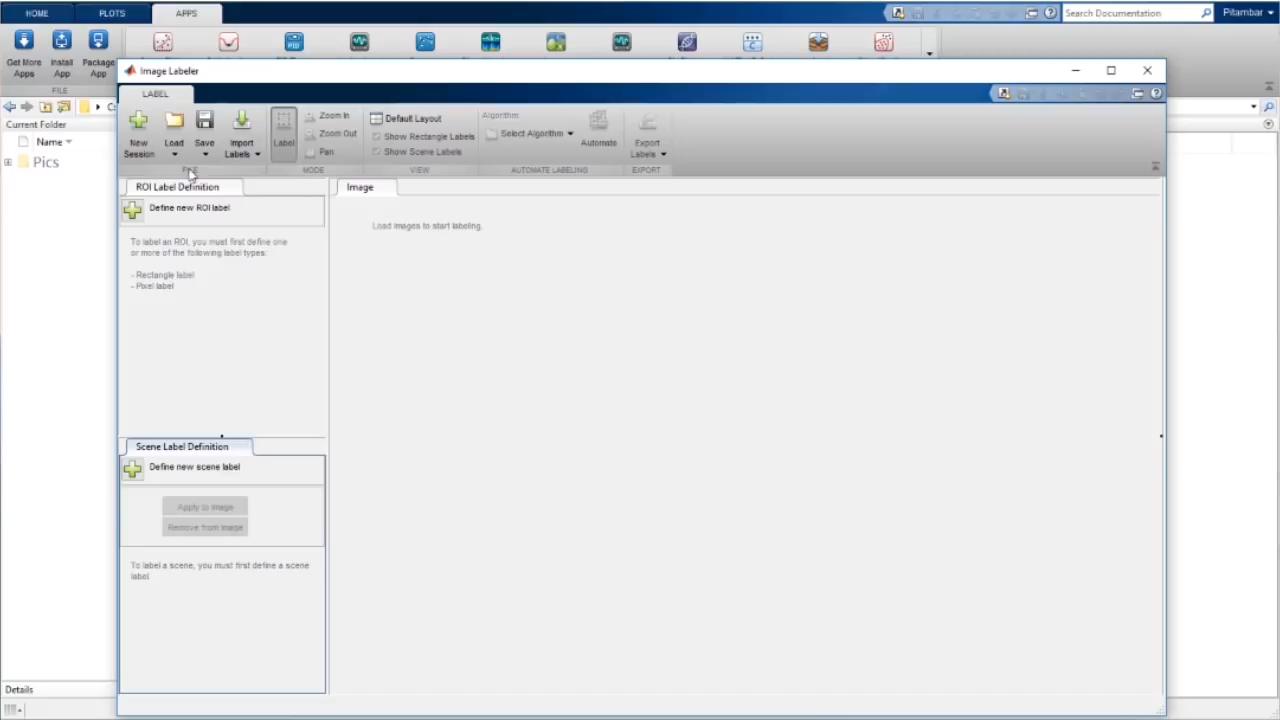 HOME PLOTS APPS
Search Documentation Pitambar
Get More Apps
Install App
Package App
PID
FILE
Current Folder
Name
Pics
Details
Image Labeler
LABEL
New Session
Load
Save
Import Labels
Label
Zoom In
Zoom Out
Pan
Default Layout
Show Rectangle Labels
Show Scene Labels
Algorithm
Select Algorithm
Automate
Export Labels
FILE MODE VIEW AUTOMATE LABELING EXPORT
ROI Label Definition
Define new ROI label
To label an ROI, you must first define one
or more of the following label types:
- Rectangle label
- Pixel label
Image
Load images to start labeling.
Scene Label Definition
Define new scene label
Apply to Image
Remove from Image
To label a scene, you must first define a scene
label